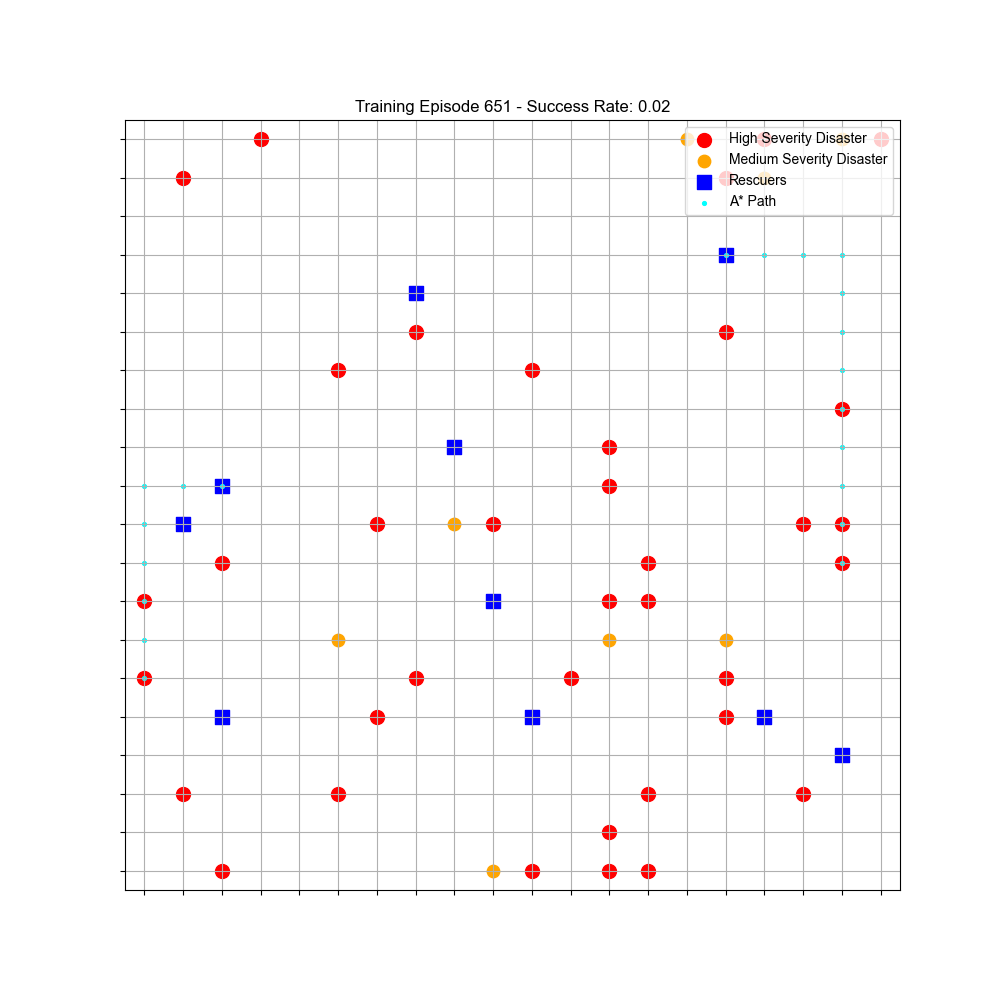 Training Episode 651 - Success Rate: 0.02
High Severity Disaster
Medium Severity Disaster
Rescuers
A* Path